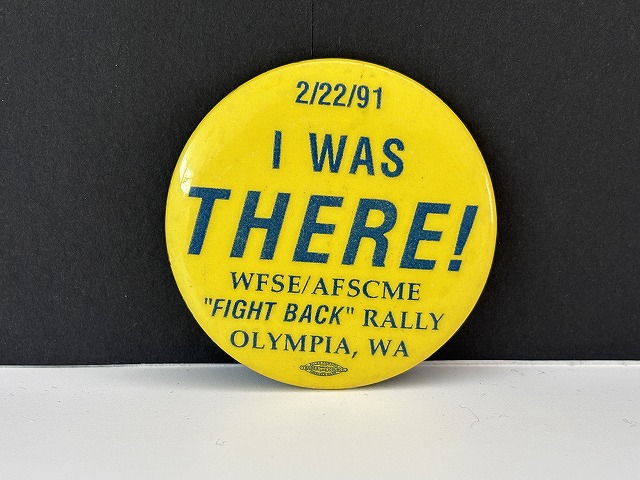 2/22/91
I WAS
THERE!
WFSE/AFSCME
"FIGHT BACK" RALLY
OLYMPIA, WA